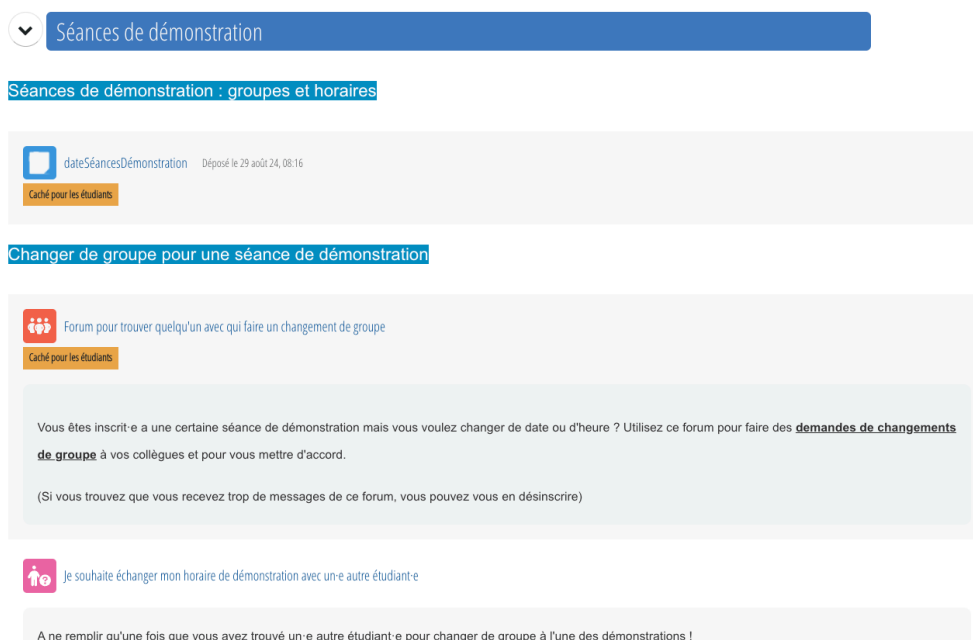 Séances de démonstration
Séances de démonstration : groupes et horaires
dateSéancesDémonstration Déposé le 29 août 24, 08:16
Caché pour les étudiants
Changer de groupe pour une séance de démonstration
Forum pour trouver quelqu'un avec qui faire un changement de groupe
Caché pour les étudiants
Vous êtes inscrit·e a une certaine séance de démonstration mais vous voulez changer de date ou d'heure ? Utilisez ce forum pour faire des demandes de changements
de groupe à vos collègues et pour vous mettre d'accord.
(Si vous trouvez que vous recevez trop de messages de ce forum, vous pouvez vous en désinscrire)
Je souhaite échanger mon horaire de démonstration avec un·e autre étudiant·e
A ne remplir qu'une fois que vous avez trouvé un·e autre étudiant·e pour changer de groupe à l'une des démonstrations !